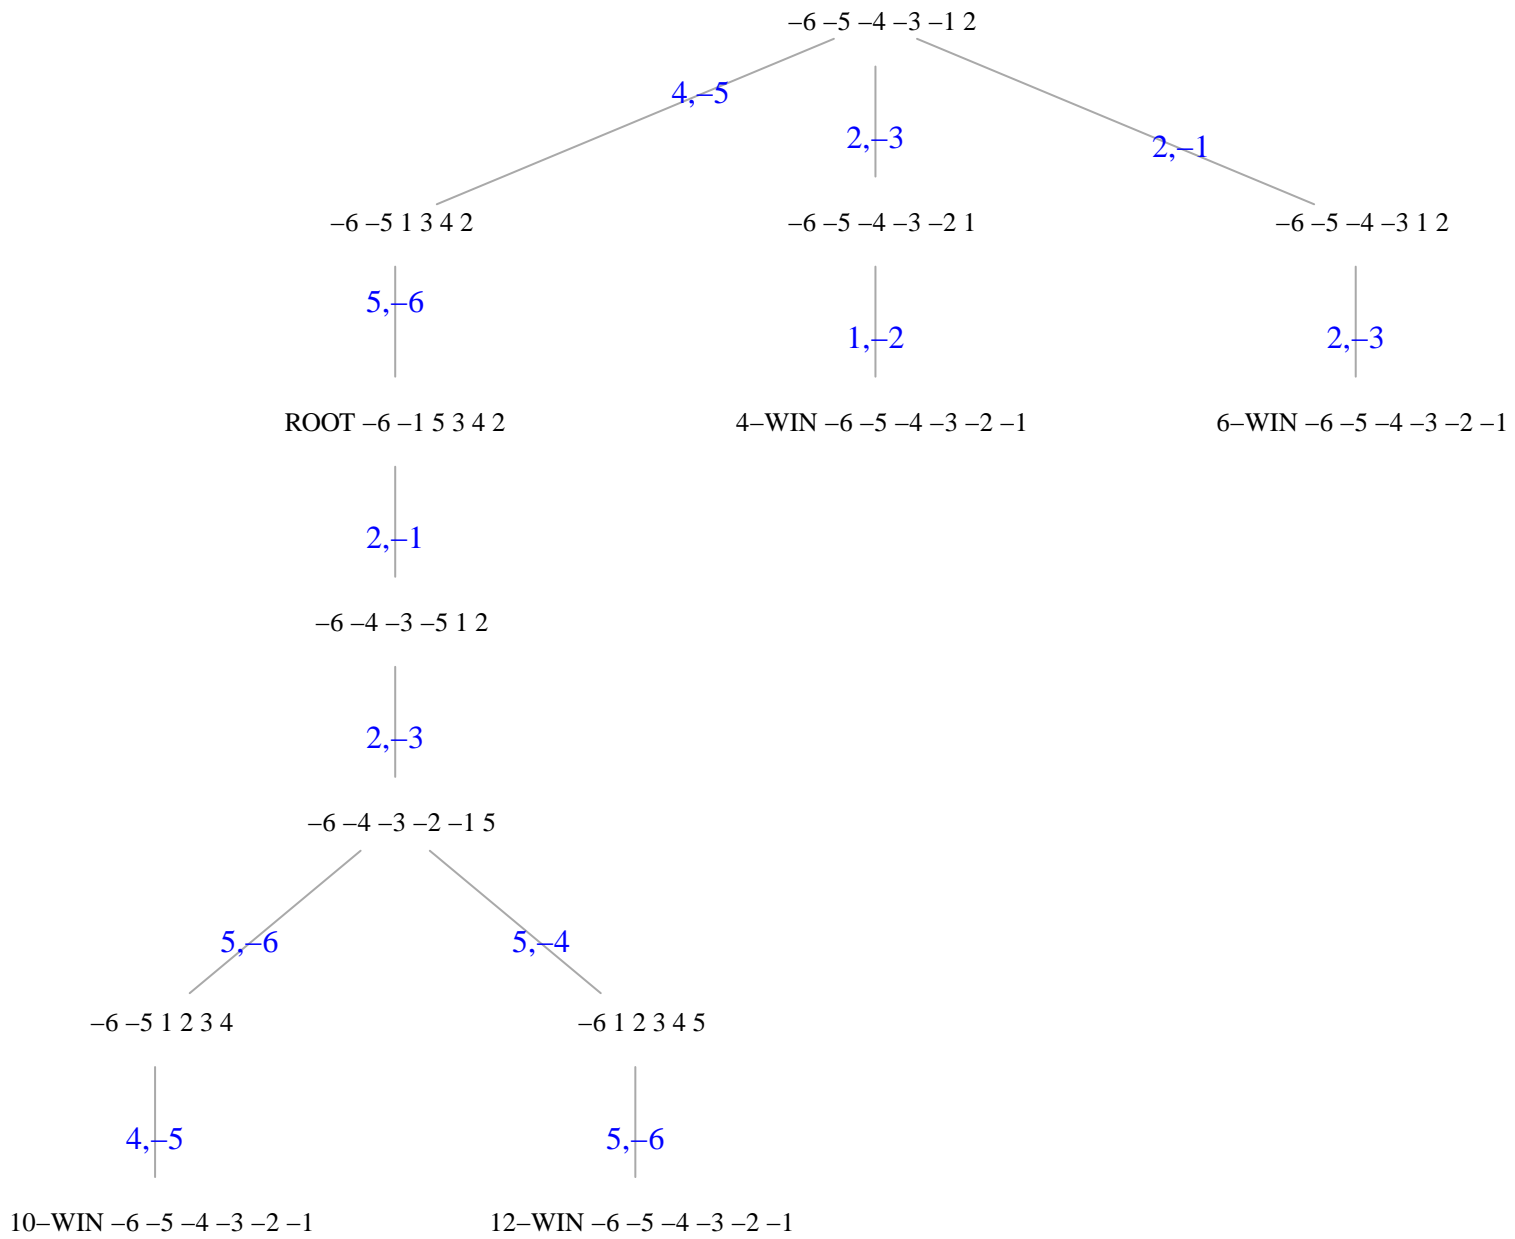 –6 –5 –4 –3 –1 2
4,–5
2,–3
2,–1
–6 –5 1 3 4 2
–6 –5 –4 –3 –2 1
–6 –5 –4 –3 1 2
5,–6
1,–2
2,–3
ROOT –6 –1 5 3 4 2
4–WIN –6 –5 –4 –3 –2 –1
6–WIN –6 –5 –4 –3 –2 –1
2,–1
–6 –4 –3 –5 1 2
2,–3
–6 –4 –3 –2 –1 5
5,–6
5,–4
–6 –5 1 2 3 4
–6 1 2 3 4 5
4,–5
5,–6
10–WIN –6 –5 –4 –3 –2 –1
12–WIN –6 –5 –4 –3 –2 –1